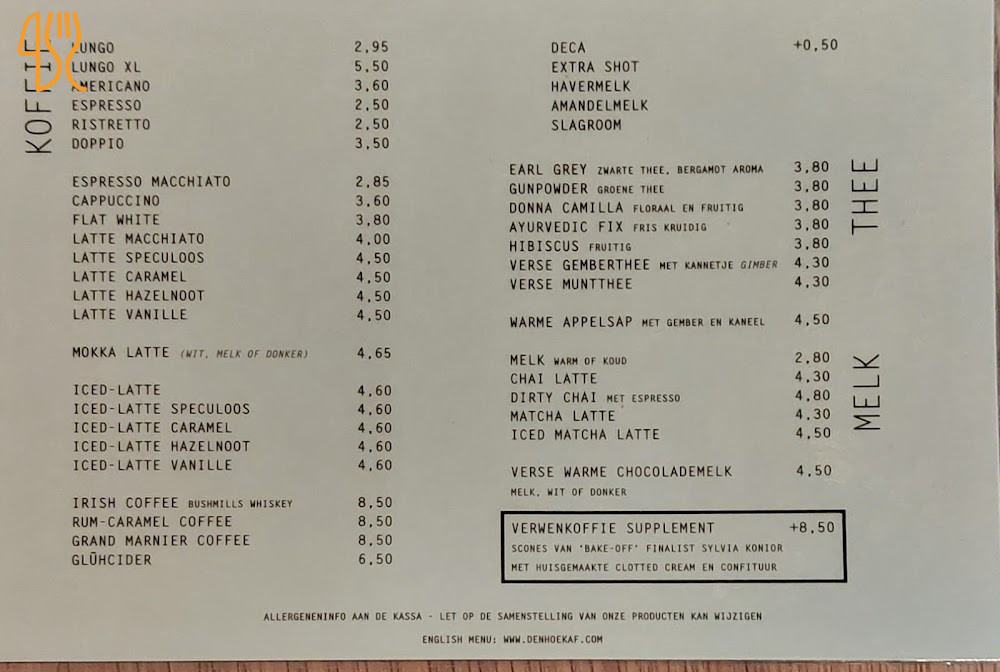 KOFFIE
LUNGO 2,95
LUNGO XL 5,50
AMERICANO 3,60
ESPRESSO 2,50
RISTRETTO 2,50
DOPPIO 3,50
ESPRESSO MACCHIATO 2,85
CAPPUCCINO 3,60
FLAT WHITE 3,80
LATTE MACCHIATO 4,00
LATTE SPECULOOS 4,50
LATTE CARAMEL 4,50
LATTE HAZELNOOT 4,50
LATTE VANILLE 4,50
MOKKA LATTE (WIT, MELK OF DONKER) 4,65
ICED-LATTE 4,60
ICED-LATTE SPECULOOS 4,60
ICED-LATTE CARAMEL 4,60
ICED-LATTE HAZELNOOT 4,60
ICED-LATTE VANILLE 4,60
IRISH COFFEE BUSHMILLS WHISKEY 8,50
RUM-CARAMEL COFFEE 8,50
GRAND MARNIER COFFEE 8,50
GLÜHCIDER 6,50
DECA +0,50
EXTRA SHOT
HAVERMELK
AMANDELMELK
SLAGROOM
THEE
EARL GREY ZWARTE THEE, BERGAMOT AROMA 3,80
GUNPOWDER GROENE THEE 3,80
DONNA CAMILLA FLORAAL EN FRUITIG 3,80
AYURVEDIC FIX FRIS KRUIDIG 3,80
HIBISCUS FRUITIG 3,80
VERSE GEMBERTHEE MET KANNETJE GIMBER 4,30
VERSE MUNTTHEE 4,30
WARME APPELSAP MET GEMBER EN KANEEL 4,50
MELK
MELK WARM OF KOUD 2,80
CHAI LATTE 4,30
DIRTY CHAI MET ESPRESSO 4,80
MATCHA LATTE 4,30
ICED MATCHA LATTE 4,50
VERSE WARME CHOCOLADEMELK 4,50
MELK, WIT OF DONKER
VERWENKOFFIE SUPPLEMENT +8,50
SCONES VAN 'BAKE-OFF' FINALIST SYLVIA KONIOR
MET HUISGEMAAKTE CLOTTED CREAM EN CONFITUUR
ALLERGENENINFO AAN DE KASSA - LET OP DE SAMENSTELLING VAN ONZE PRODUCTEN KAN WIJZIGEN
ENGLISH MENU: WWW.DENHOEKAF.COM